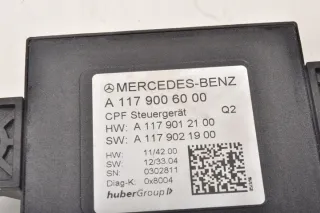 MERCEDES-BENZ
A 117 900 60 00
CPF Steuergerät Q2
HW: A 117 901 21 00
SW: A 117 902 19 00
HW: 11/42.00
SW: 12/33.04
SN: 0302811
Diag-K: 0x8004
huberGroup